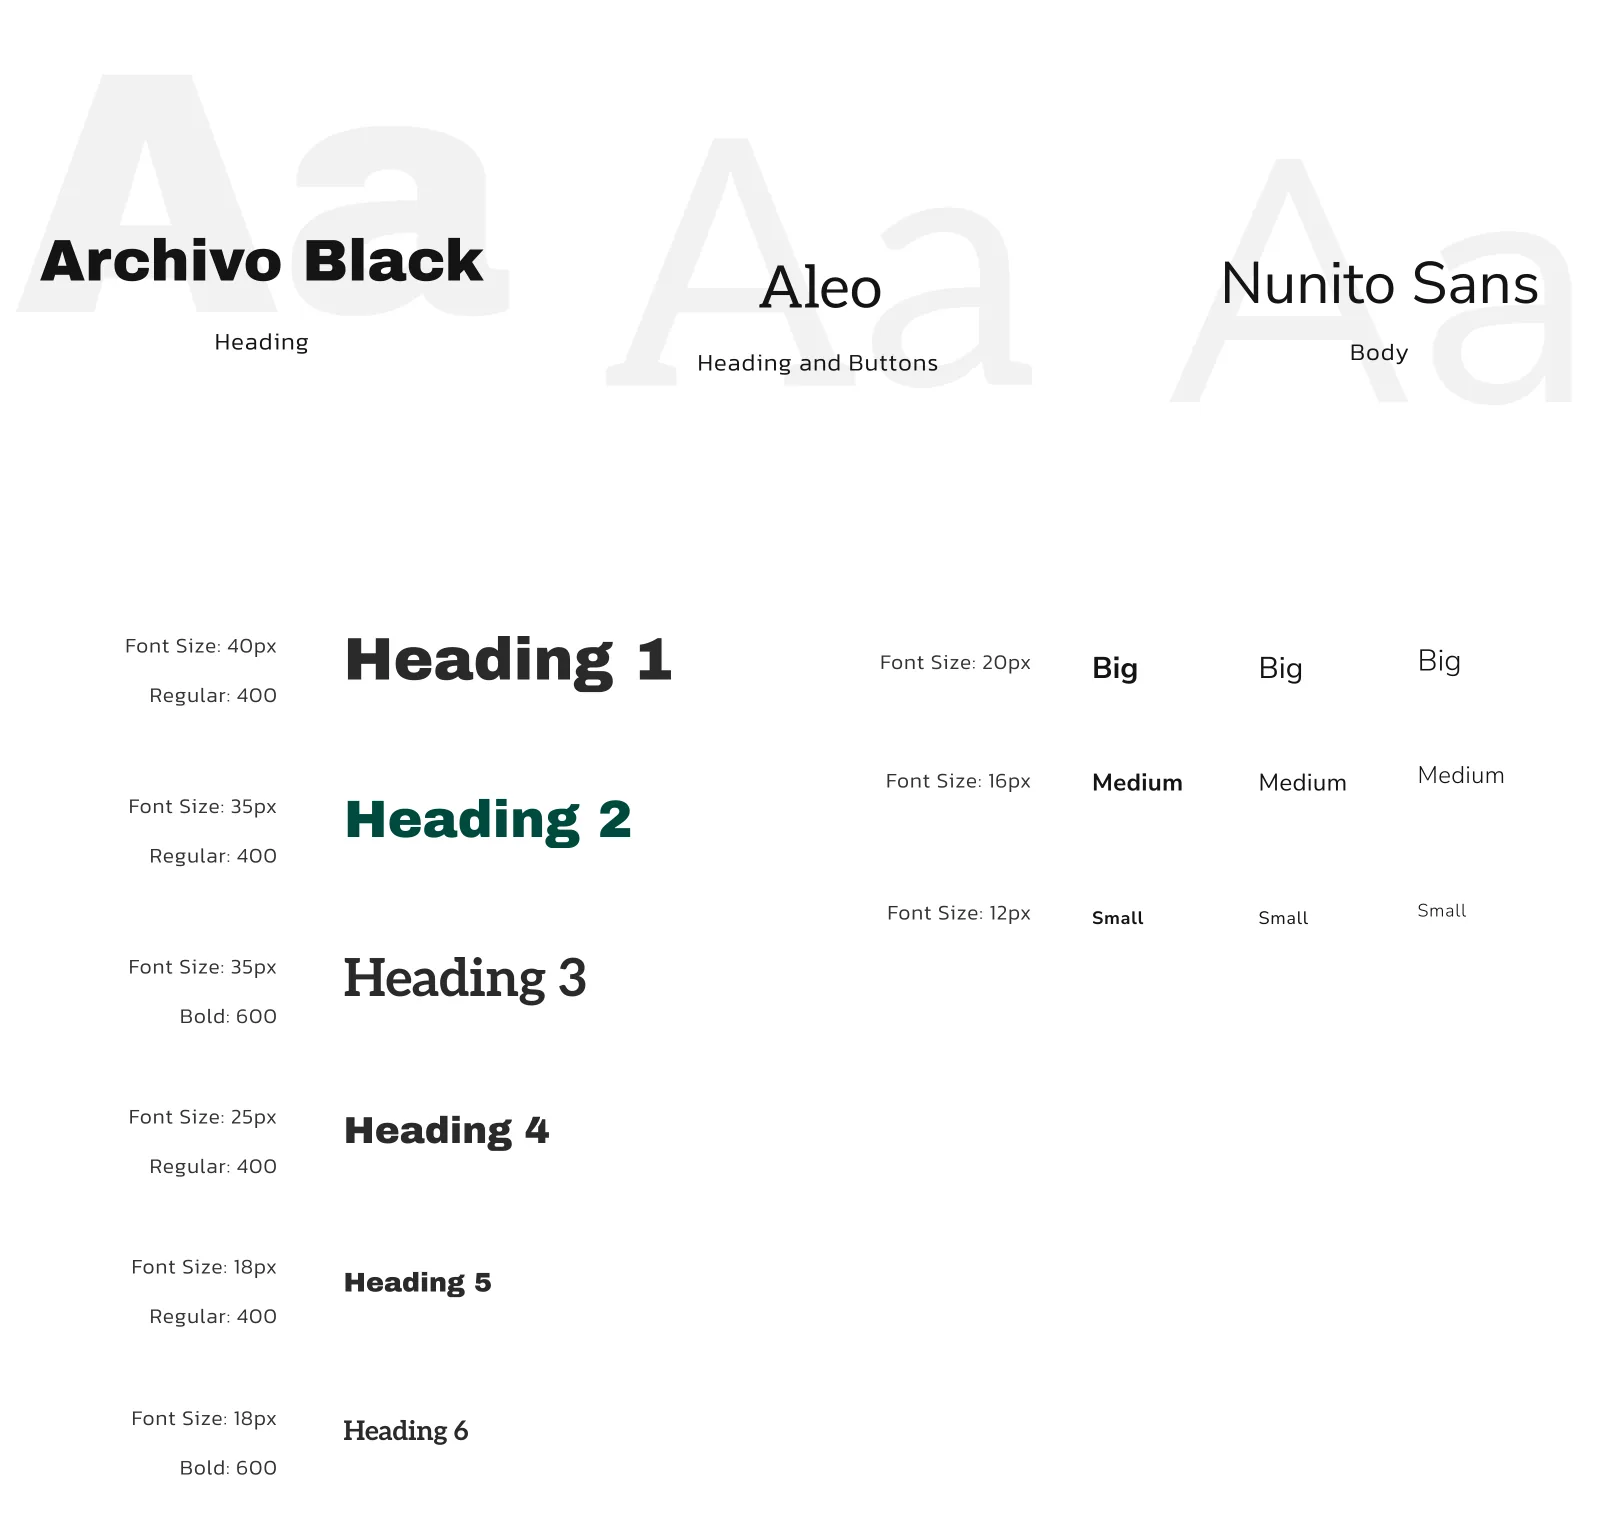 Aa
Archivo Black
Heading
Aa
Aleo
Heading and Buttons
Aa
Nunito Sans
Body
Font Size: 40px
Regular: 400
Heading 1
Font Size: 35px
Regular: 400
Heading 2
Font Size: 35px
Bold: 600
Heading 3
Font Size: 25px
Regular: 400
Heading 4
Font Size: 18px
Regular: 400
Heading 5
Font Size: 18px
Bold: 600
Heading 6
Font Size: 20px
Big Big Big
Font Size: 16px
Medium Medium Medium
Font Size: 12px
Small Small Small